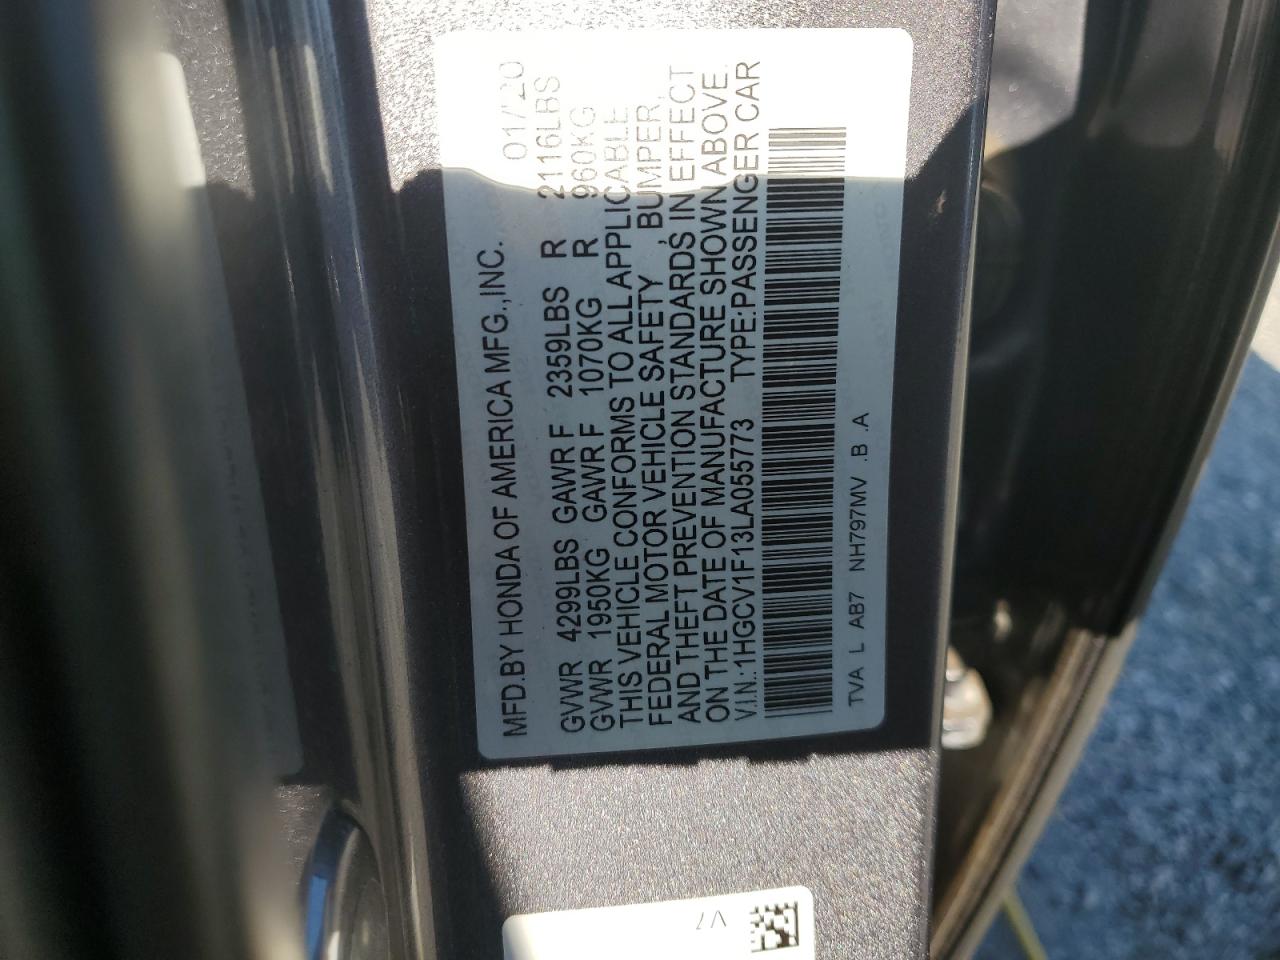 MFD.BY HONDA OF AMERICA MFG.,INC. 01/20
GVWR 4299LBS GAWR F 2359LBS R 2116LBS
GVWR 1950KG GAWR F 1070KG R 960KG
THIS VEHICLE CONFORMS TO ALL APPLICABLE
FEDERAL MOTOR VEHICLE SAFETY , BUMPER,
AND THEFT PREVENTION STANDARDS IN EFFECT
ON THE DATE OF MANUFACTURE SHOWN ABOVE.
V.I.N.:1HGCV1F13LA055773 TYPE:PASSENGER CAR
TVA L AB7 NH797MV .B .A
V7